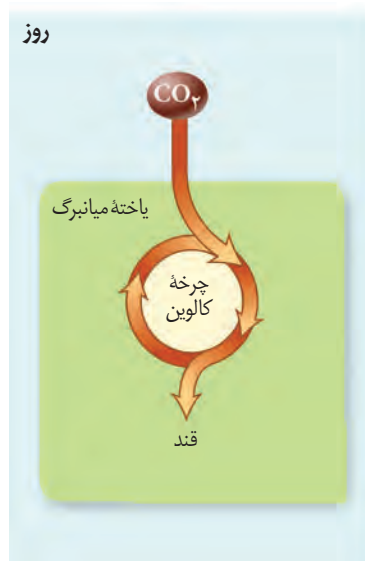 روز
CO۲
یاختهٔ میانبرگ
چرخهٔ
کالوین
قند